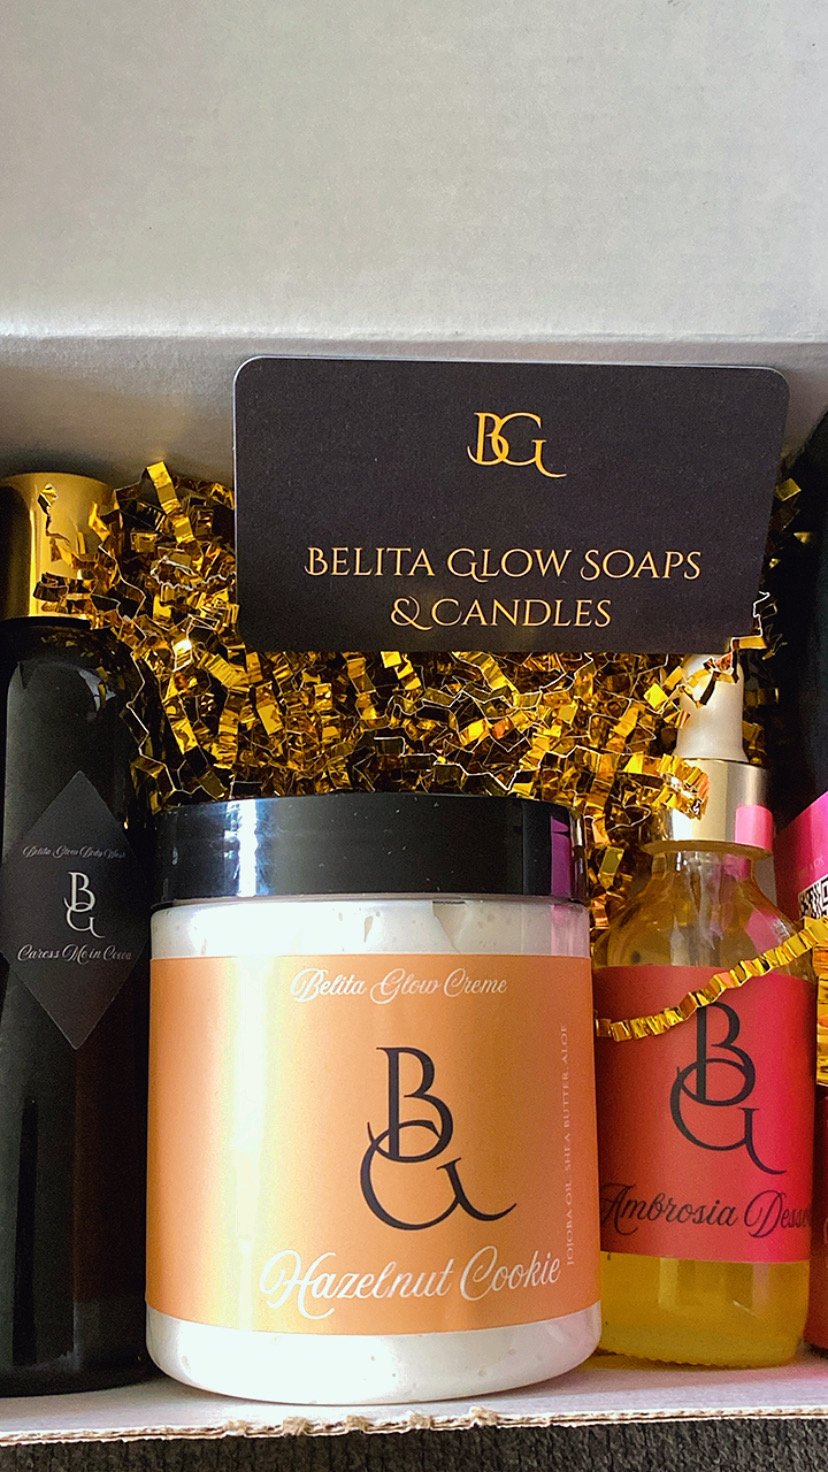 BG
BELITA GLOW SOAPS
& CANDLES
Belita Glow Body Wash
BG
Caress Me in Cocoa
Belita Glow Creme
BG
JOJOBA OIL, SHEA BUTTER, ALOE
Hazelnut Cookie
BG
Ambrosia